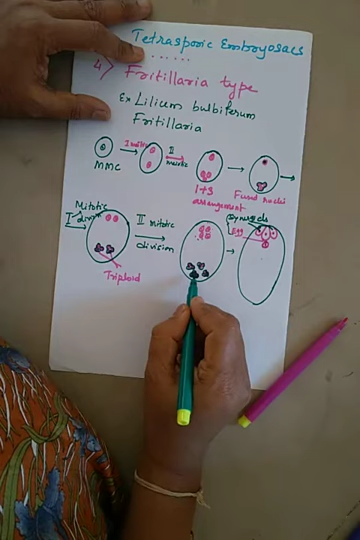 Tetrasporic Embryosacs
4) Fritillaria type
Ex Lilium bulbiferum
Fritillaria
MMC
I meiotic
II
meiosis
1+3
arrangement
Fused nuclei
Mitotic
I division
II mitotic
division
Triploid
Synergids
Egg